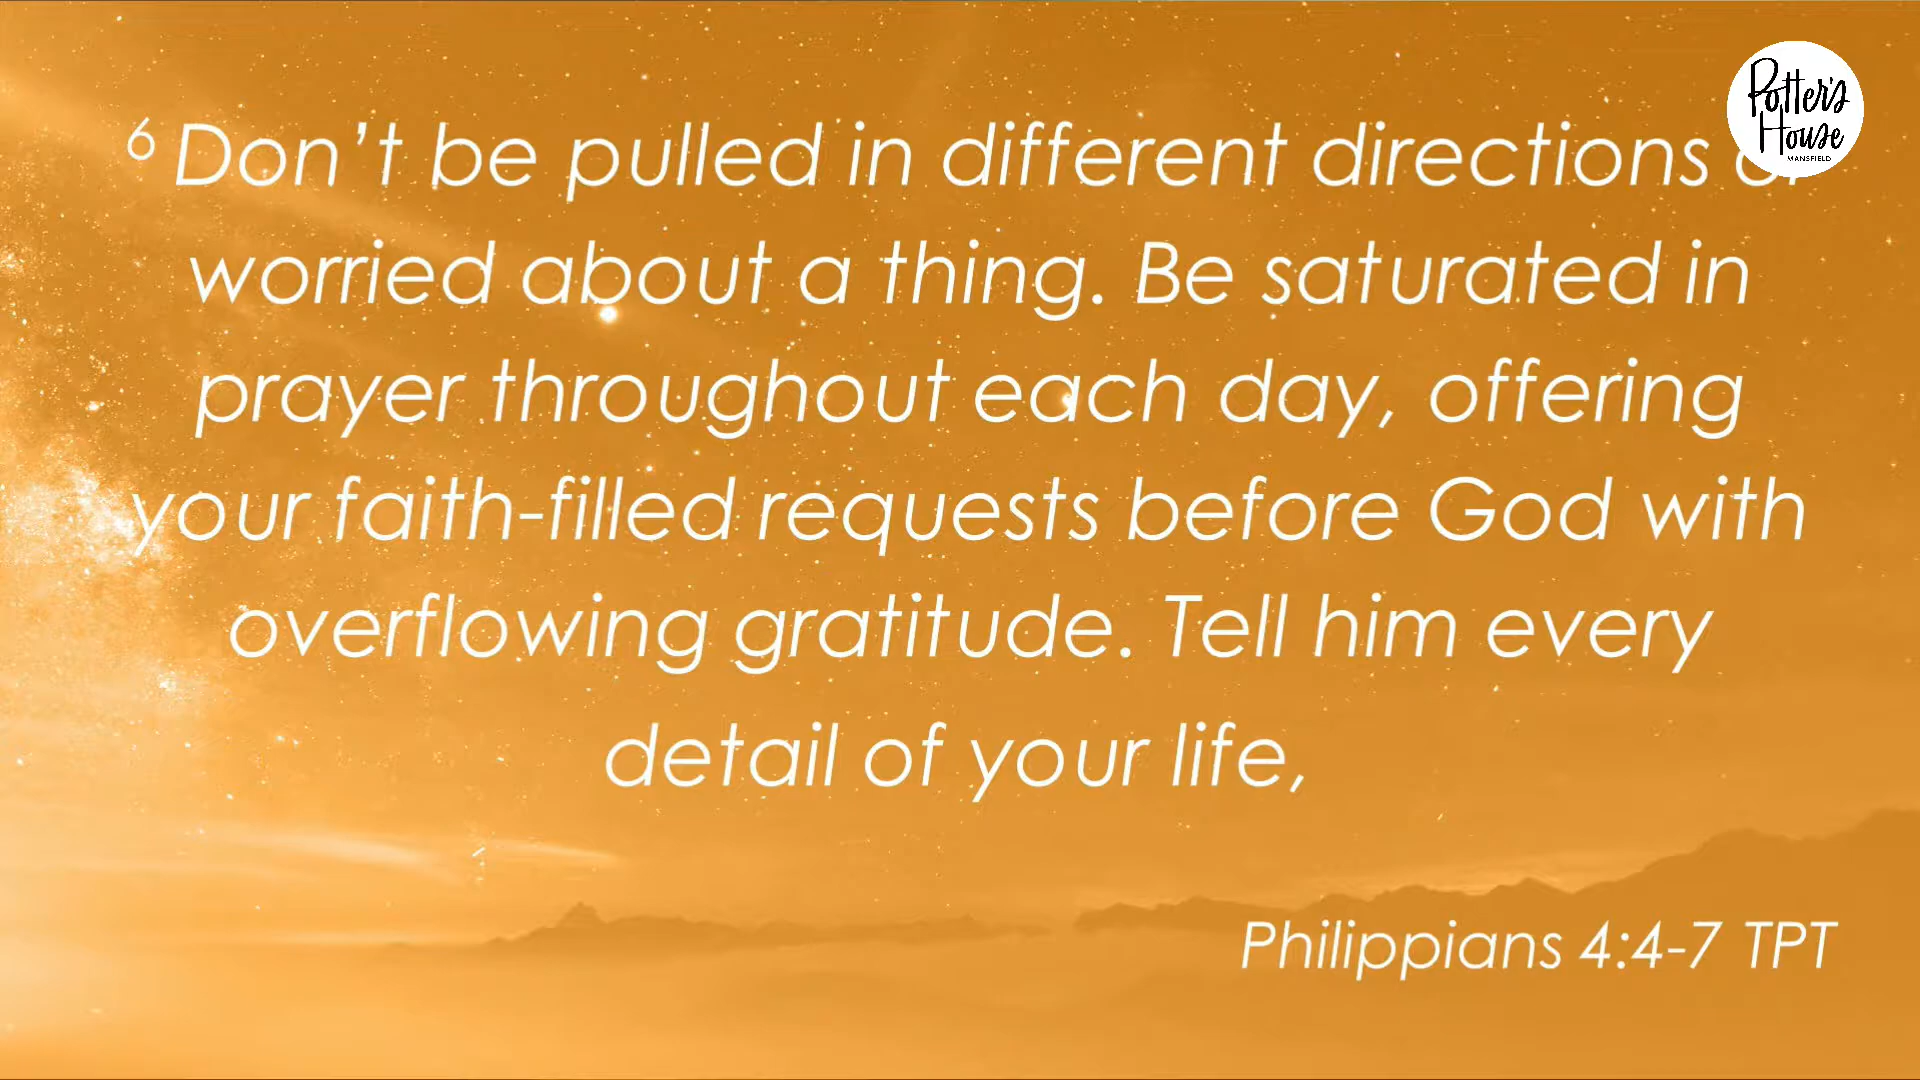 ⁶ Don’t be pulled in different directions
worried about a thing. Be saturated in
prayer throughout each day, offering
your faith-filled requests before God with
overflowing gratitude. Tell him every
detail of your life,
Philippians 4:4-7 TPT
Potter's
House
MANSFIELD